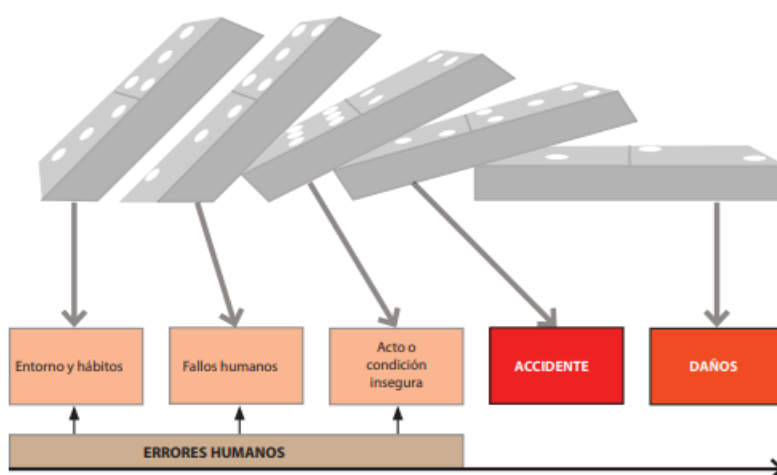 Entorno y hábitos
Fallos humanos
Acto o
condición
insegura
ACCIDENTE
DAÑOS
ERRORES HUMANOS